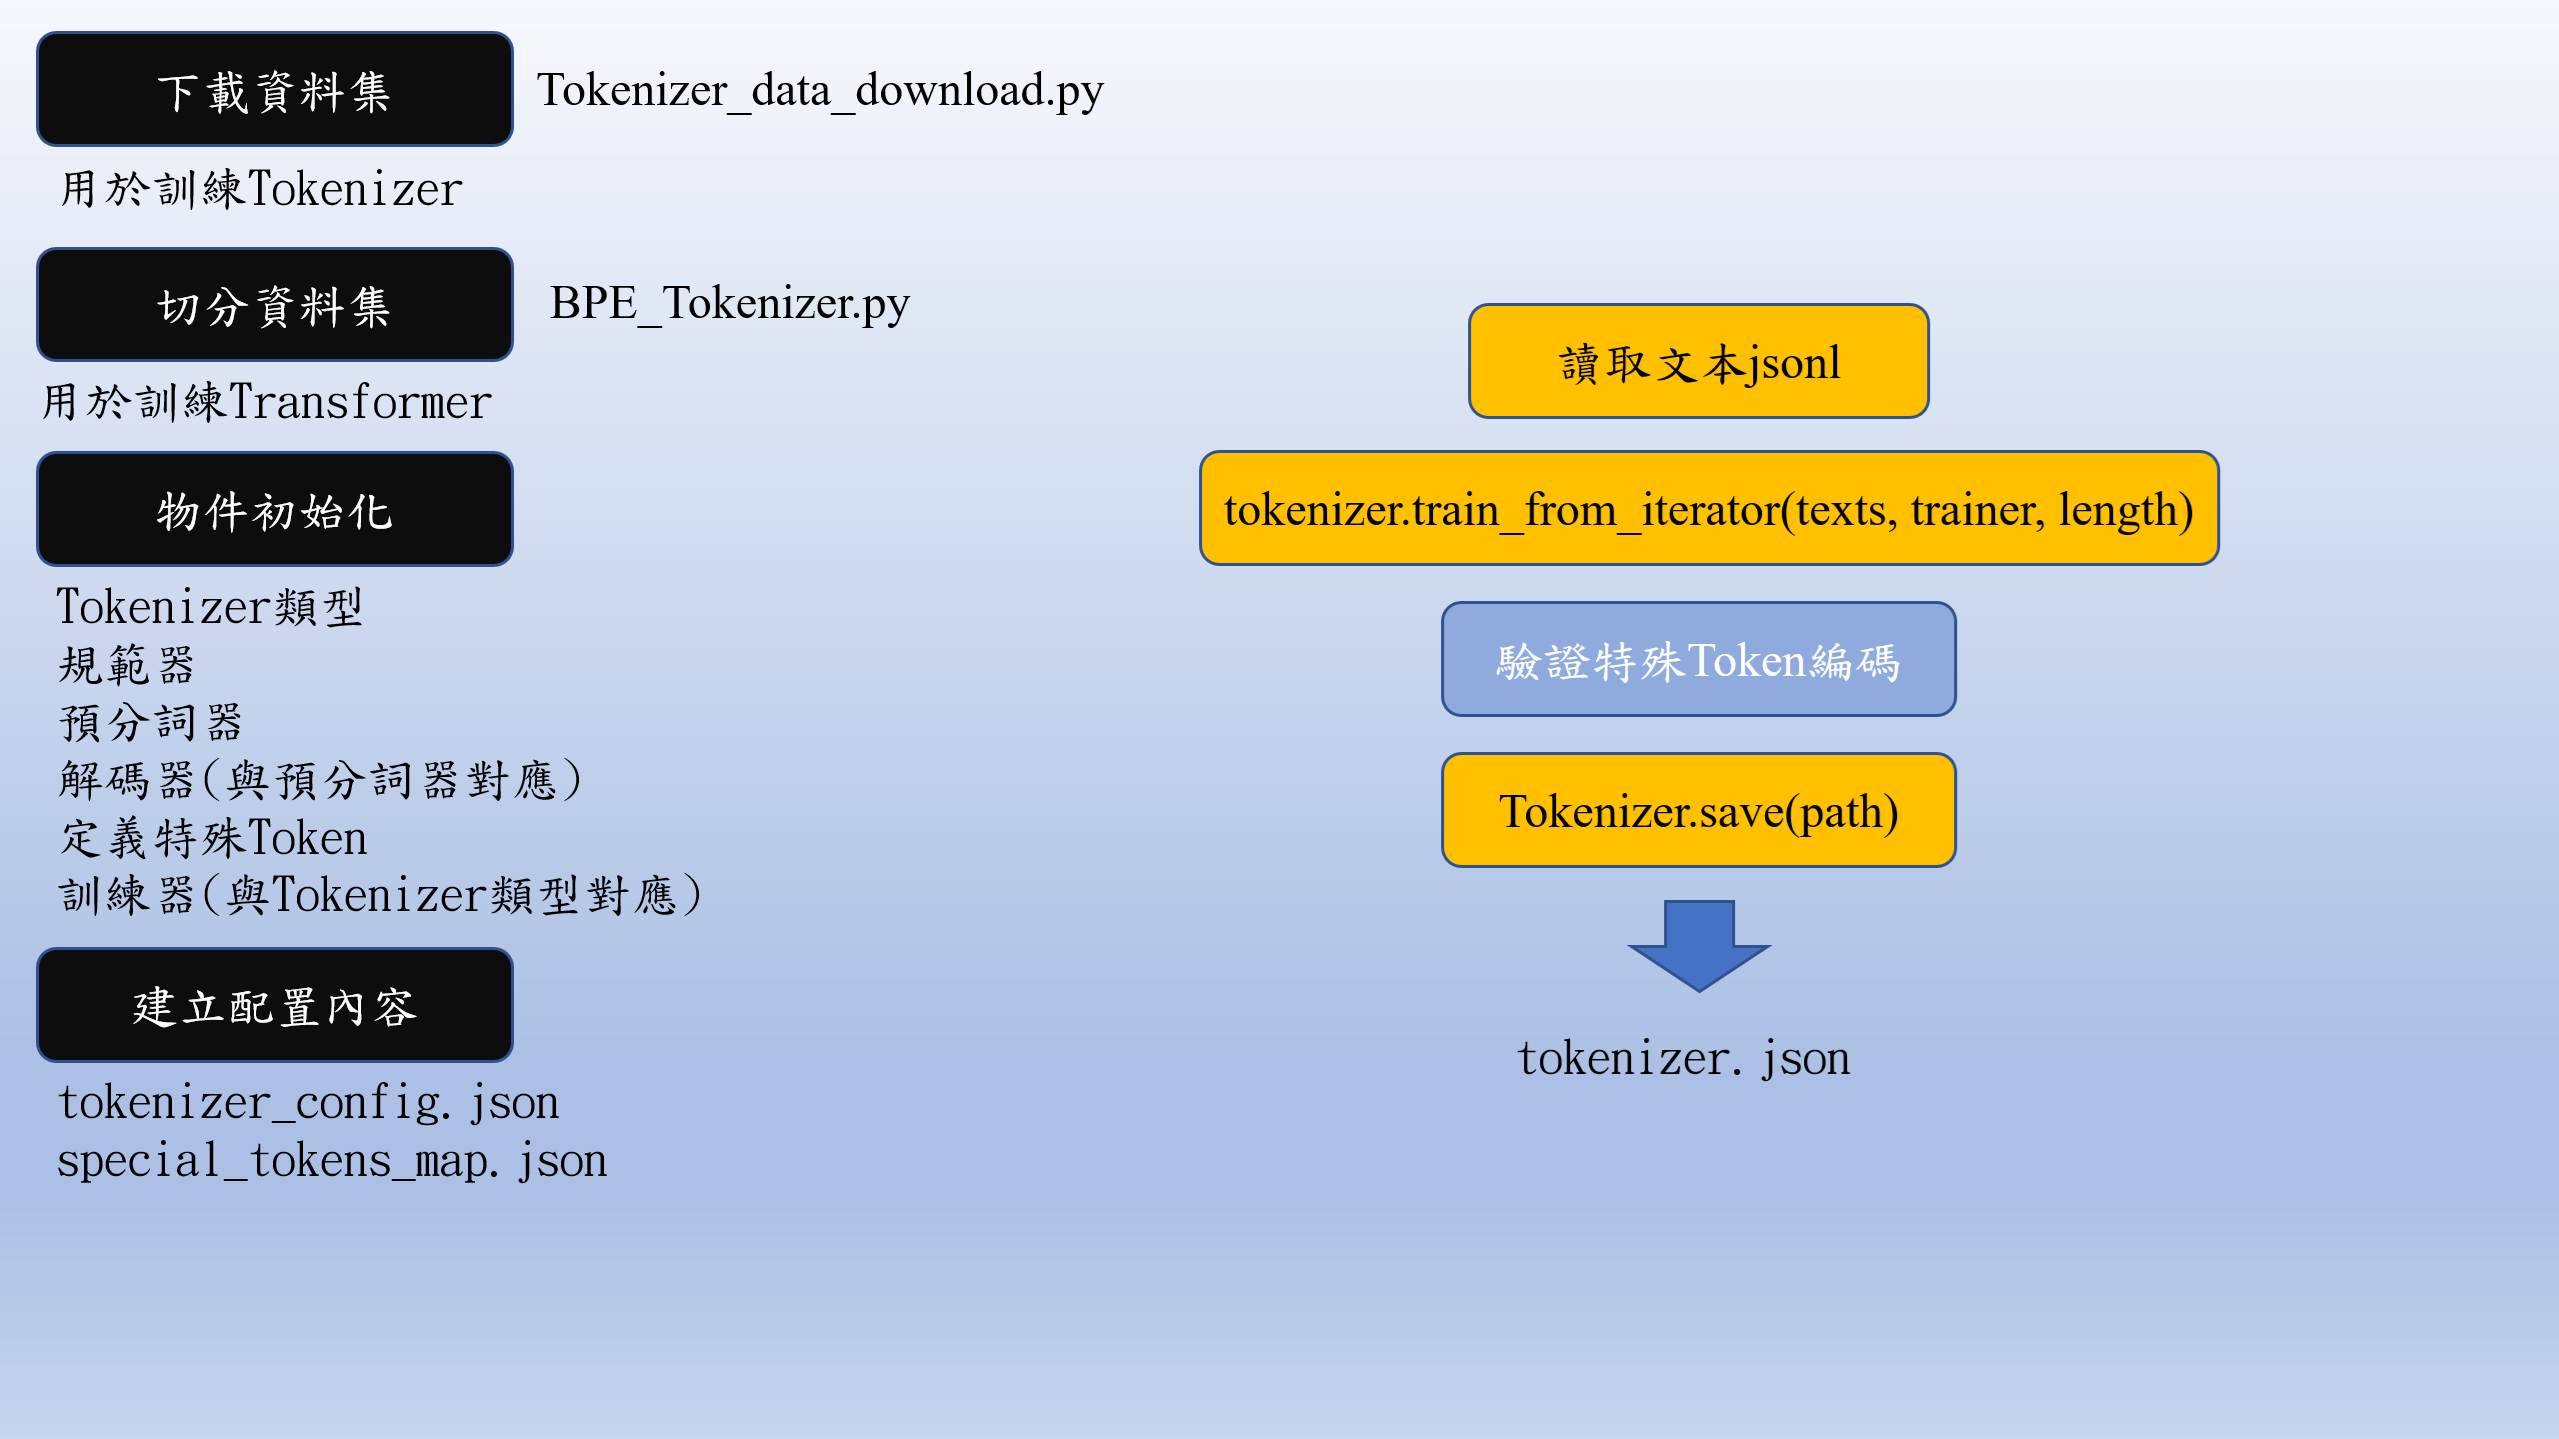 下載資料集
Tokenizer_data_download.py
用於訓練Tokenizer
切分資料集
BPE_Tokenizer.py
用於訓練Transformer
物件初始化
Tokenizer類型
規範器
預分詞器
解碼器(與預分詞器對應)
定義特殊Token
訓練器(與Tokenizer類型對應)
建立配置內容
tokenizer_config.json
special_tokens_map.json
讀取文本jsonl
tokenizer.train_from_iterator(texts, trainer, length)
驗證特殊Token編碼
Tokenizer.save(path)
tokenizer.json